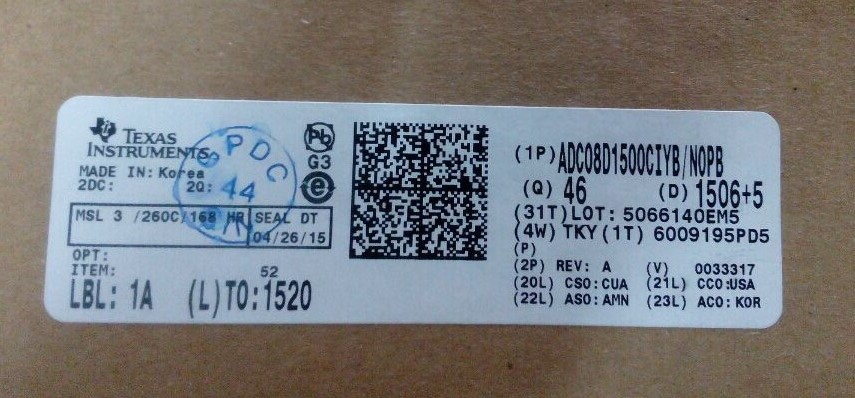 TEXAS
INSTRUMENTS
MADE IN: Korea
2DC: 2Q:
SPDC
44
MSL 3 /260C/168 HR SEAL DT
04/26/15
OPT:
ITEM: 52
LBL: 1A (L)TO:1520
Pb
G3
e
(1P)ADC08D1500CIYB/NOPB
(Q) 46 (D) 1506+5
(31T)LOT: 5066140EM5
(4W) TKY(1T) 6009195PD5
(P)
(2P) REV: A (V) 0033317
(20L) CSO:CUA (21L) CCO:USA
(22L) ASO:AMN (23L) ACO:KOR